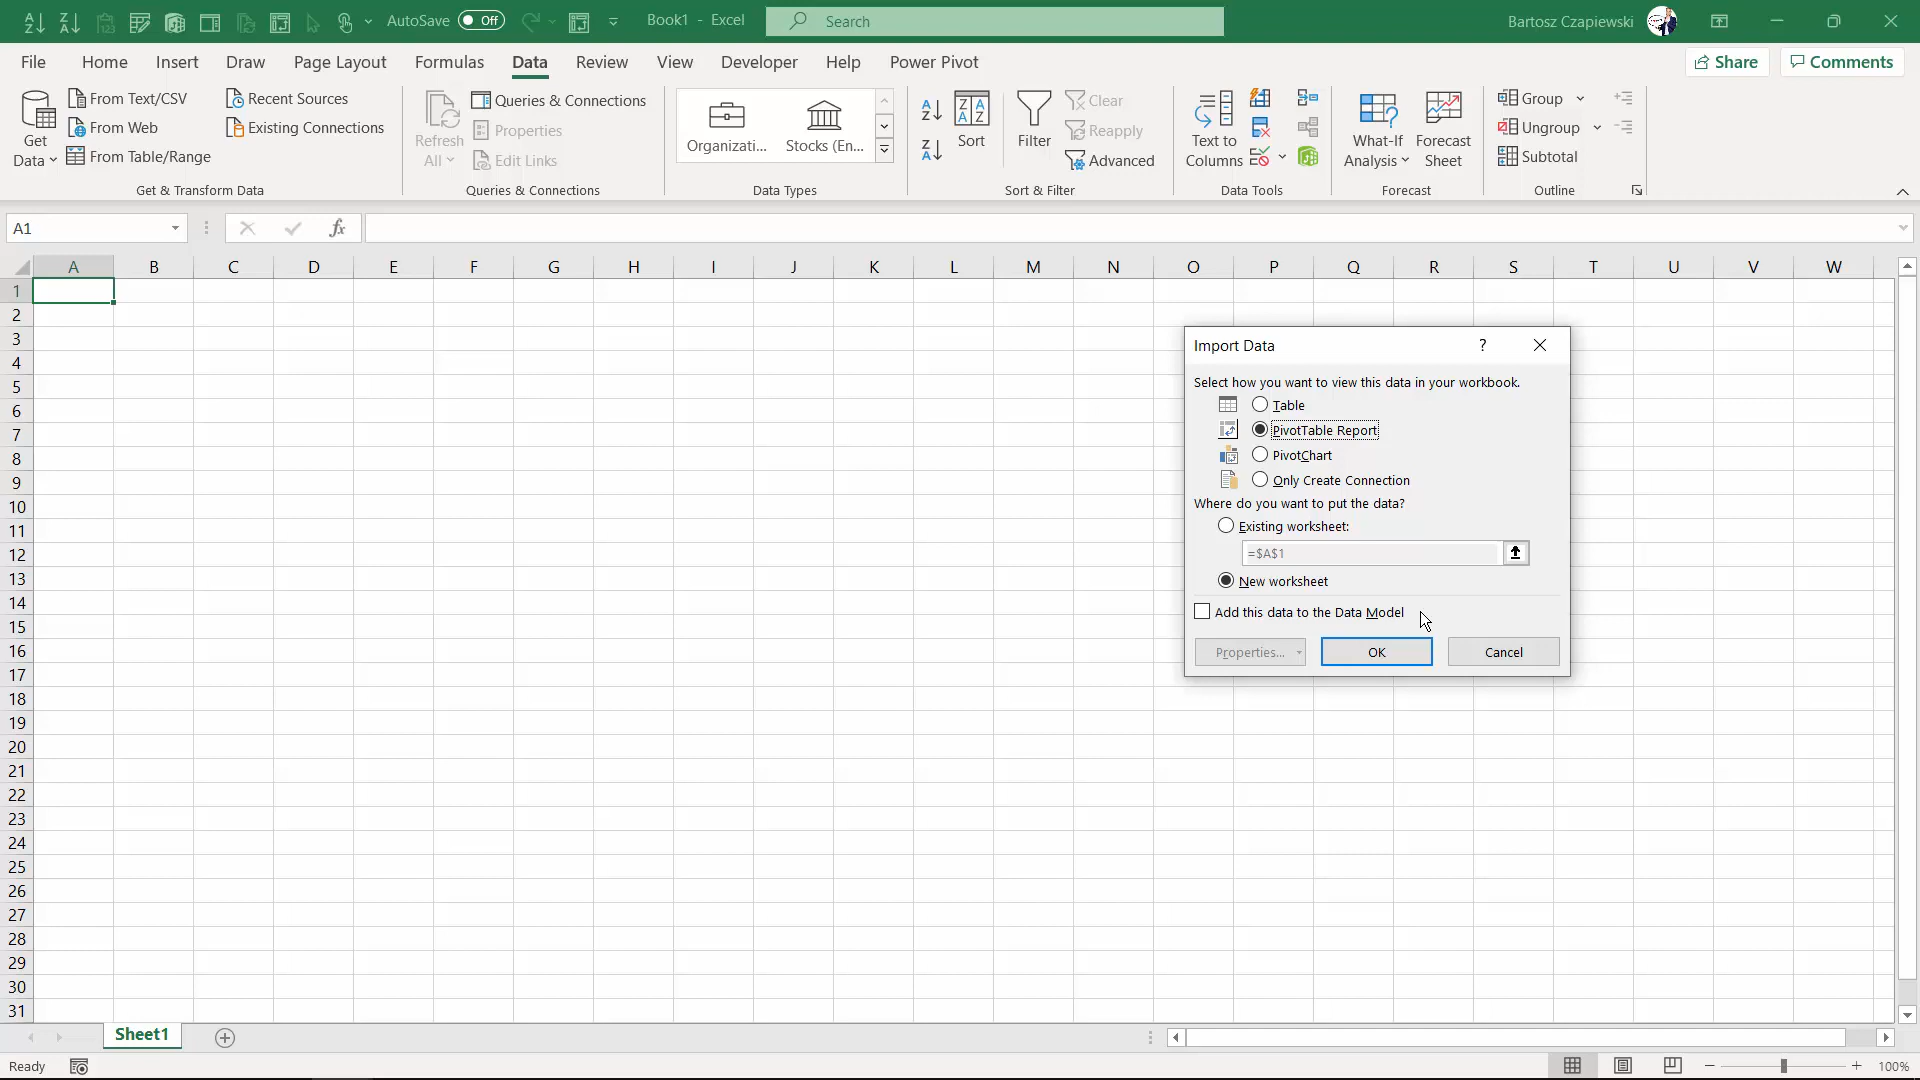 AutoSave Off Book1 - Excel Search Bartosz Czapiewski
File Home Insert Draw Page Layout Formulas Data Review View Developer Help Power Pivot Share Comments
Get Data
From Text/CSV
From Web
From Table/Range
Recent Sources
Existing Connections
Get & Transform Data
Refresh All
Queries & Connections
Properties
Edit Links
Queries & Connections
Organizati...
Stocks (En...
Data Types
Sort
Filter
Clear
Reapply
Advanced
Sort & Filter
Text to Columns
Data Tools
What-If Analysis
Forecast Sheet
Forecast
Group
Ungroup
Subtotal
Outline
A1
fx
A B C D E F G H I J K L M N O P Q R S T U V W
1
2
3
4
5
6
7
8
9
10
11
12
13
14
15
16
17
18
19
20
21
22
23
24
25
26
27
28
29
30
31
Import Data ?
Select how you want to view this data in your workbook.
Table
PivotTable Report
PivotChart
Only Create Connection
Where do you want to put the data?
Existing worksheet:
=$A$1
New worksheet
Add this data to the Data Model
Properties... OK Cancel
Sheet1
Ready
100%